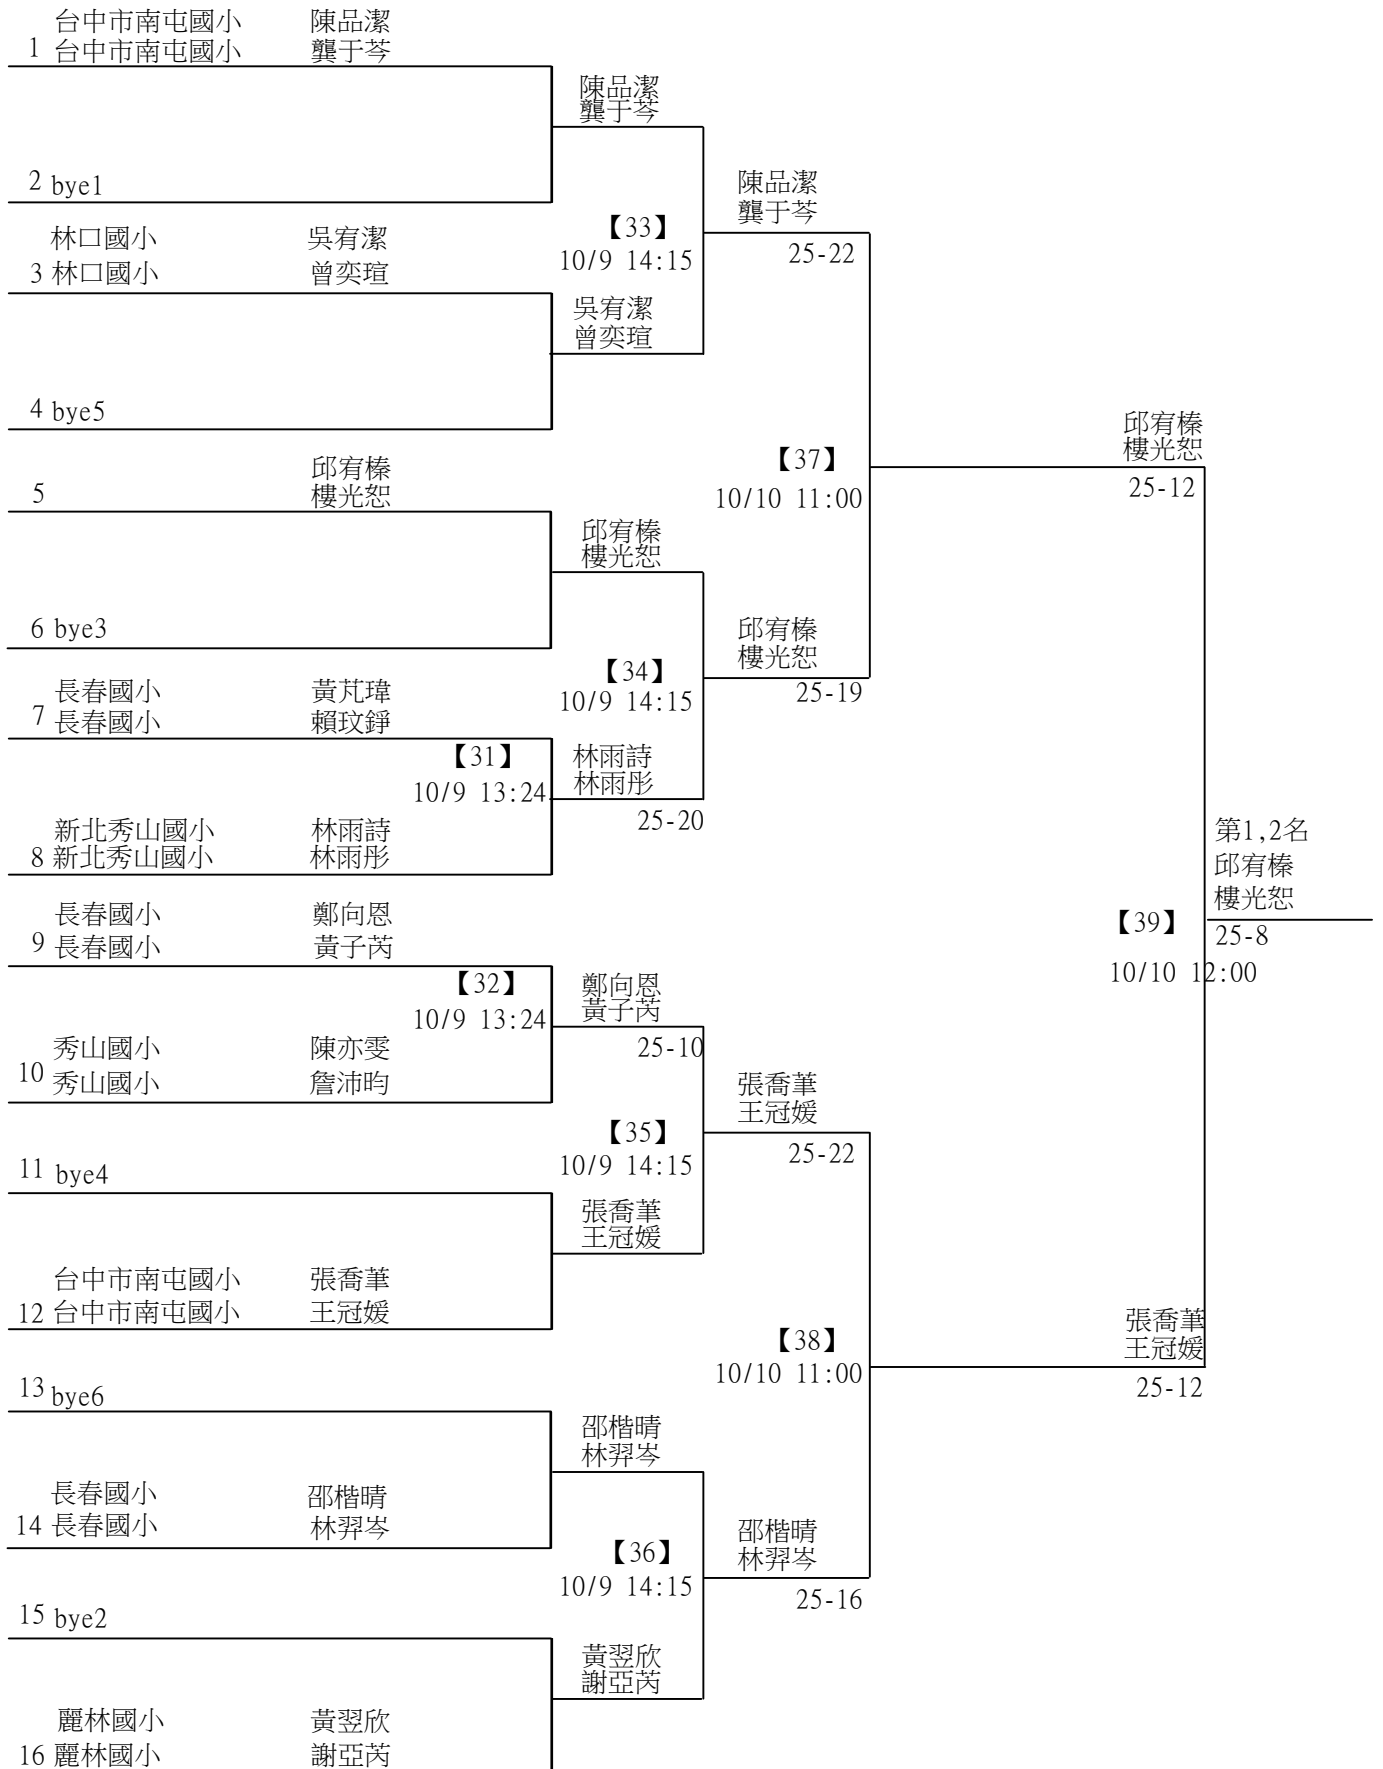 台中市南屯國小 陳品潔
1 台中市南屯國小 龔于芩
陳品潔
龔于芩
2 bye1
陳品潔
龔于芩
【33】
25-22
林口國小 吳宥潔
10/9 14:15
3 林口國小 曾奕瑄
吳宥潔
曾奕瑄
4 bye5
邱宥榛
樓光恕
【37】
25-12
10/10 11:00
邱宥榛
5 樓光恕
邱宥榛
樓光恕
6 bye3
邱宥榛
樓光恕
【34】
25-19
10/9 14:15
長春國小 黃芃瑋
7 長春國小 賴玟錚
【31】
10/9 13:24
林雨詩
林雨彤
25-20
新北秀山國小 林雨詩
8 新北秀山國小 林雨彤
第1,2名
邱宥榛
樓光恕
【39】
25-8
10/10 12:00
長春國小 鄭向恩
9 長春國小 黃子芮
【32】
10/9 13:24
鄭向恩
黃子芮
25-10
秀山國小 陳亦雯
10 秀山國小 詹沛昀
張喬葦
王冠媛
【35】
25-22
10/9 14:15
11 bye4
張喬葦
王冠媛
台中市南屯國小 張喬葦
12 台中市南屯國小 王冠媛
張喬葦
王冠媛
【38】
10/10 11:00
25-12
13 bye6
邵楷晴
林羿岑
長春國小 邵楷晴
14 長春國小 林羿岑
邵楷晴
林羿岑
【36】
10/9 14:15
25-16
15 bye2
黃翌欣
謝亞芮
麗林國小 黃翌欣
16 麗林國小 謝亞芮